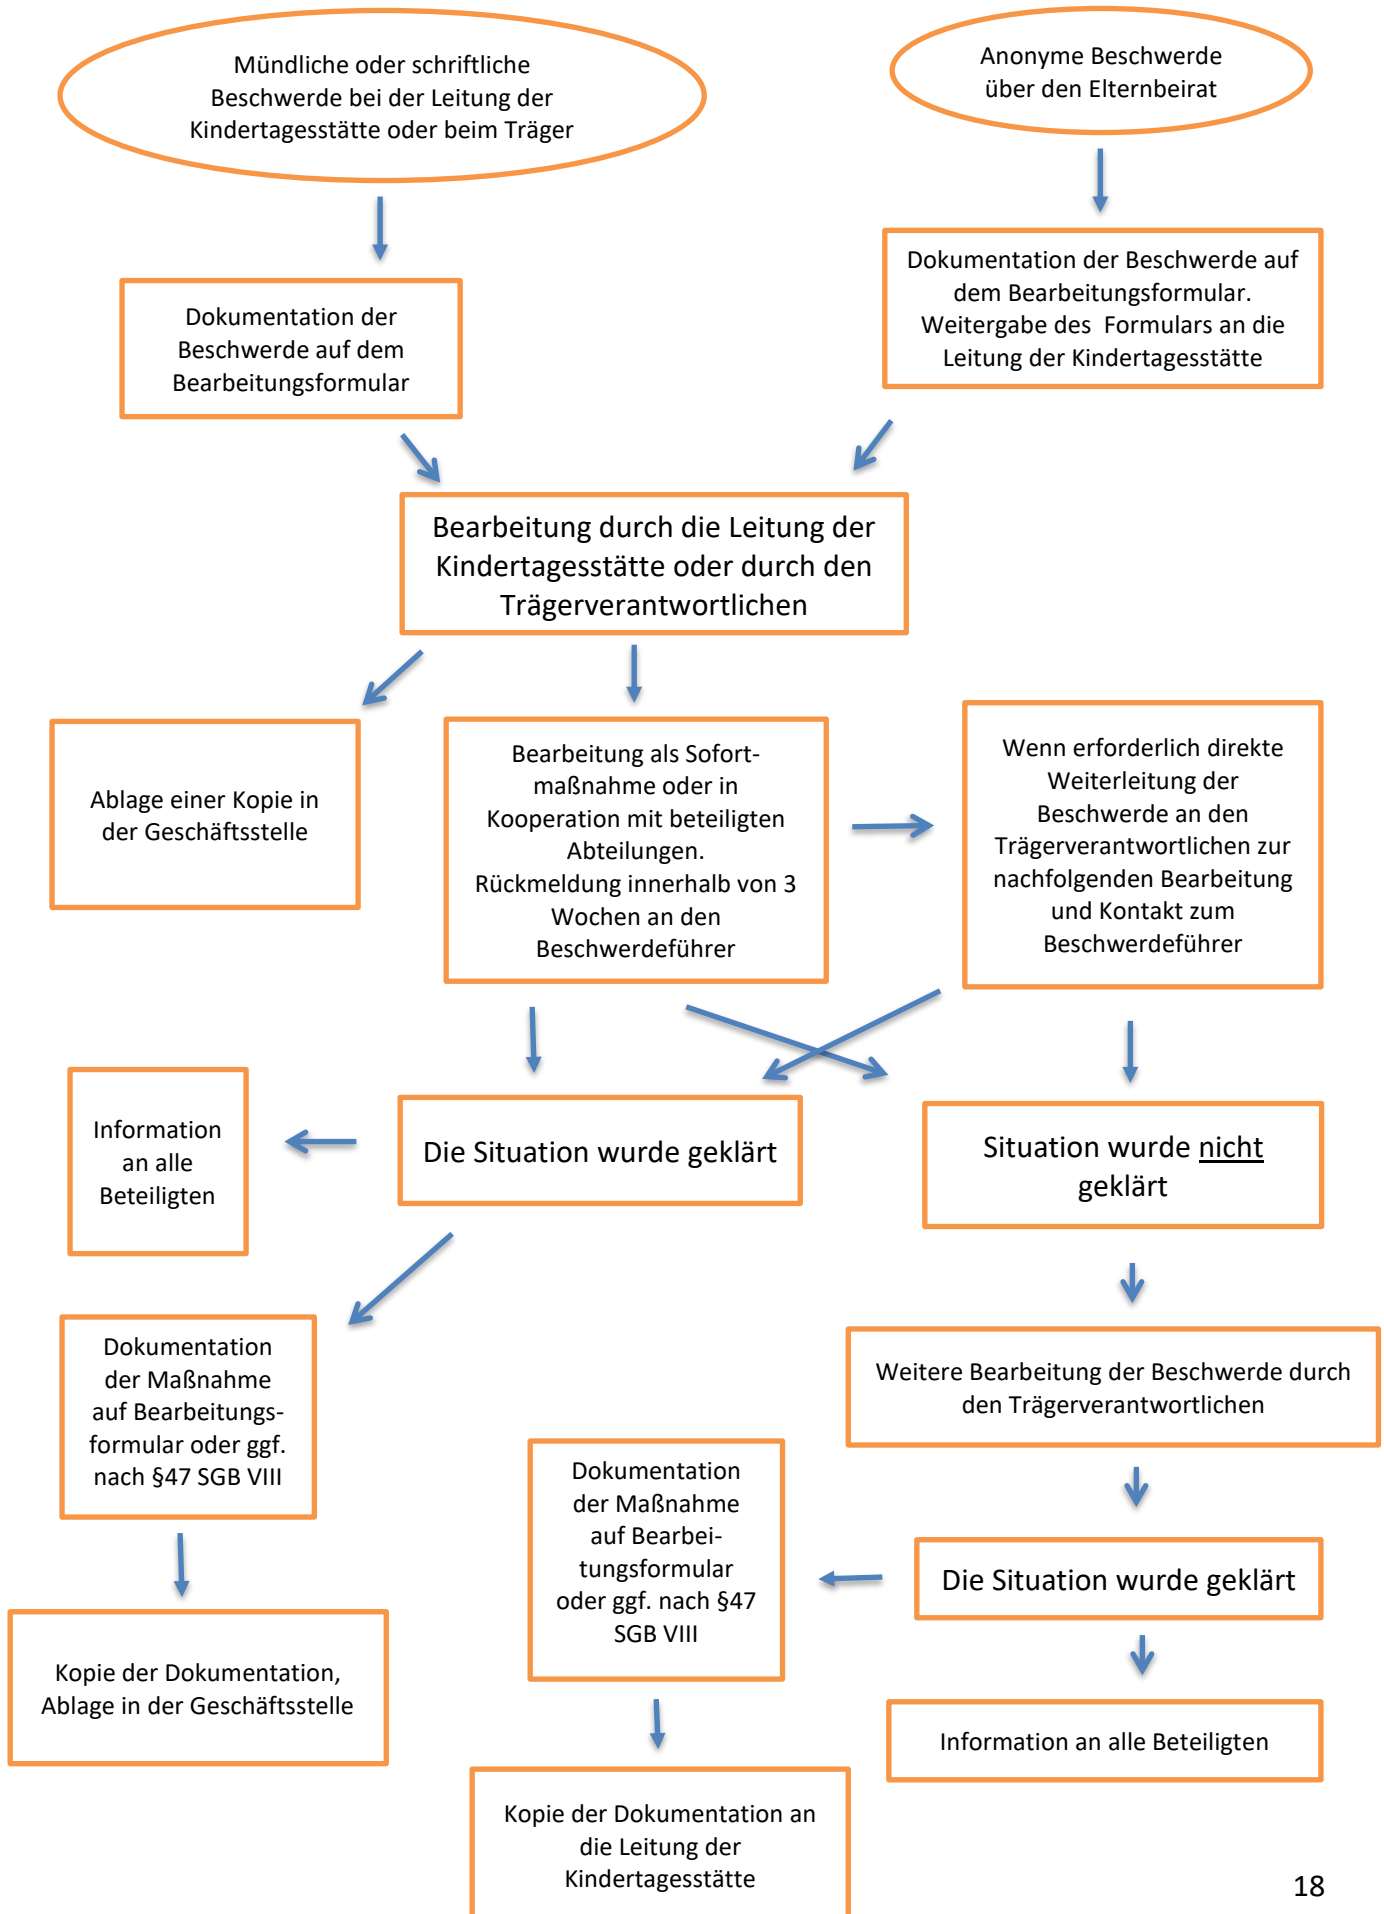 Mündliche oder schriftliche
Beschwerde bei der Leitung der
Kindertagesstätte oder beim Träger
Anonyme Beschwerde
über den Elternbeirat
Dokumentation der
Beschwerde auf dem
Bearbeitungsformular
Dokumentation der Beschwerde auf
dem Bearbeitungsformular.
Weitergabe des Formulars an die
Leitung der Kindertagesstätte
Bearbeitung durch die Leitung der
Kindertagesstätte oder durch den
Trägerverantwortlichen
Ablage einer Kopie in
der Geschäftsstelle
Bearbeitung als Sofort-
maßnahme oder in
Kooperation mit beteiligten
Abteilungen.
Rückmeldung innerhalb von 3
Wochen an den
Beschwerdeführer
Wenn erforderlich direkte
Weiterleitung der
Beschwerde an den
Trägerverantwortlichen zur
nachfolgenden Bearbeitung
und Kontakt zum
Beschwerdeführer
Information
an alle
Beteiligten
Die Situation wurde geklärt
Situation wurde nicht
geklärt
Dokumentation
der Maßnahme
auf Bearbeitungs-
formular oder ggf.
nach §47 SGB VIII
Weitere Bearbeitung der Beschwerde durch
den Trägerverantwortlichen
Dokumentation
der Maßnahme
auf Bearbei-
tungsformular
oder ggf. nach §47
SGB VIII
Die Situation wurde geklärt
Kopie der Dokumentation,
Ablage in der Geschäftsstelle
Information an alle Beteiligten
Kopie der Dokumentation an
die Leitung der
Kindertagesstätte
18